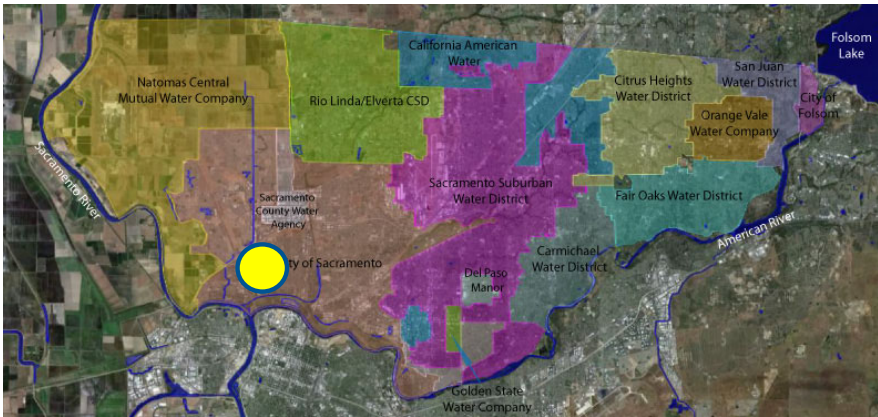 Folsom
Lake
California American
Water
San Juan
Water District
Natomas Central
Mutual Water Company
Citrus Heights
Water District
Rio Linda/Elverta CSD
City of
Folsom
Orange Vale
Water Company
Sacramento River
Sacramento Suburban
Water District
Fair Oaks Water District
Sacramento
County Water
Agency
American River
Carmichael
Water District
ty of Sacramento
Del Paso
Manor
Golden State
Water Company